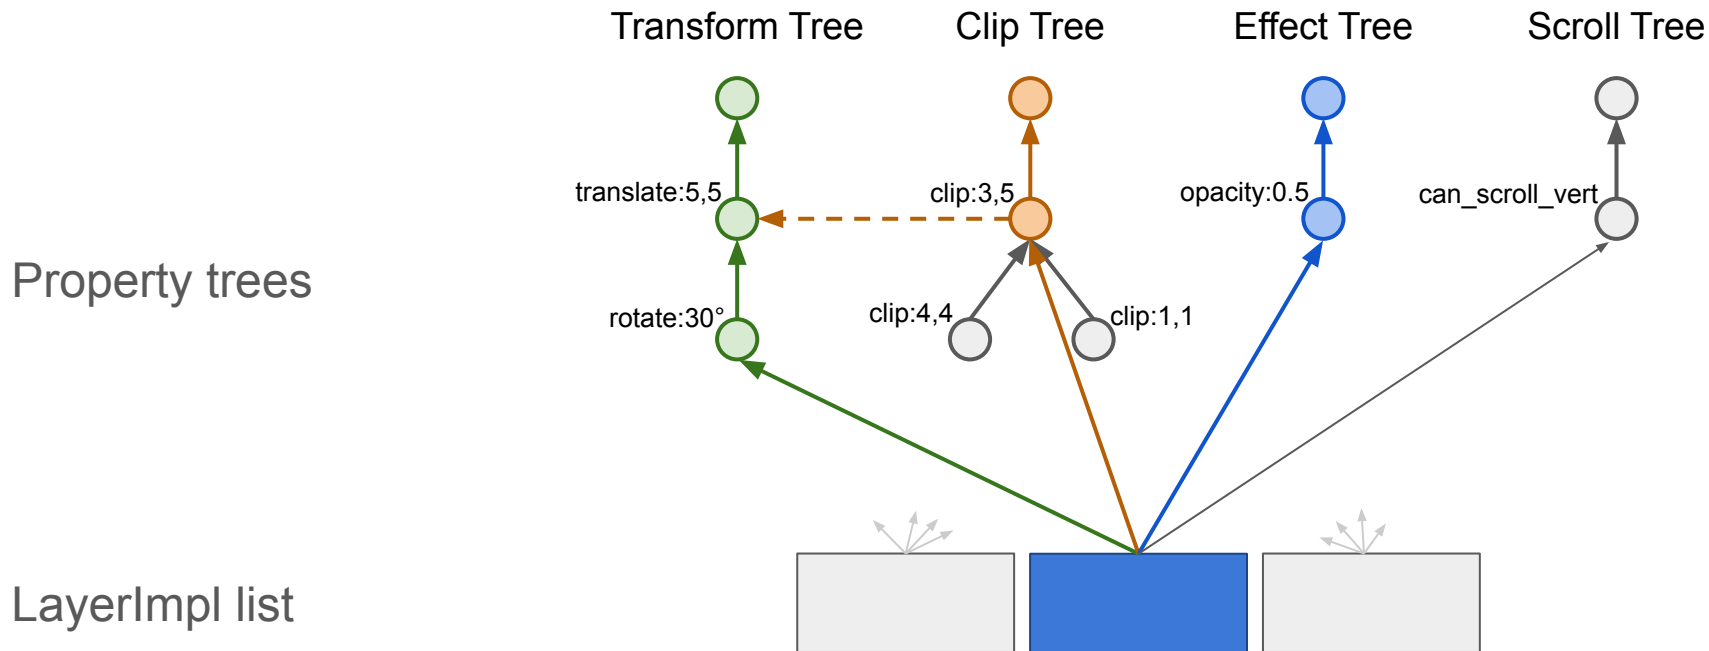 Transform Tree
Clip Tree
Effect Tree
Scroll Tree
translate:5,5
clip:3,5
opacity:0.5
can_scroll_vert
Property trees
rotate:30°
clip:4,4
clip:1,1
LayerImpl list